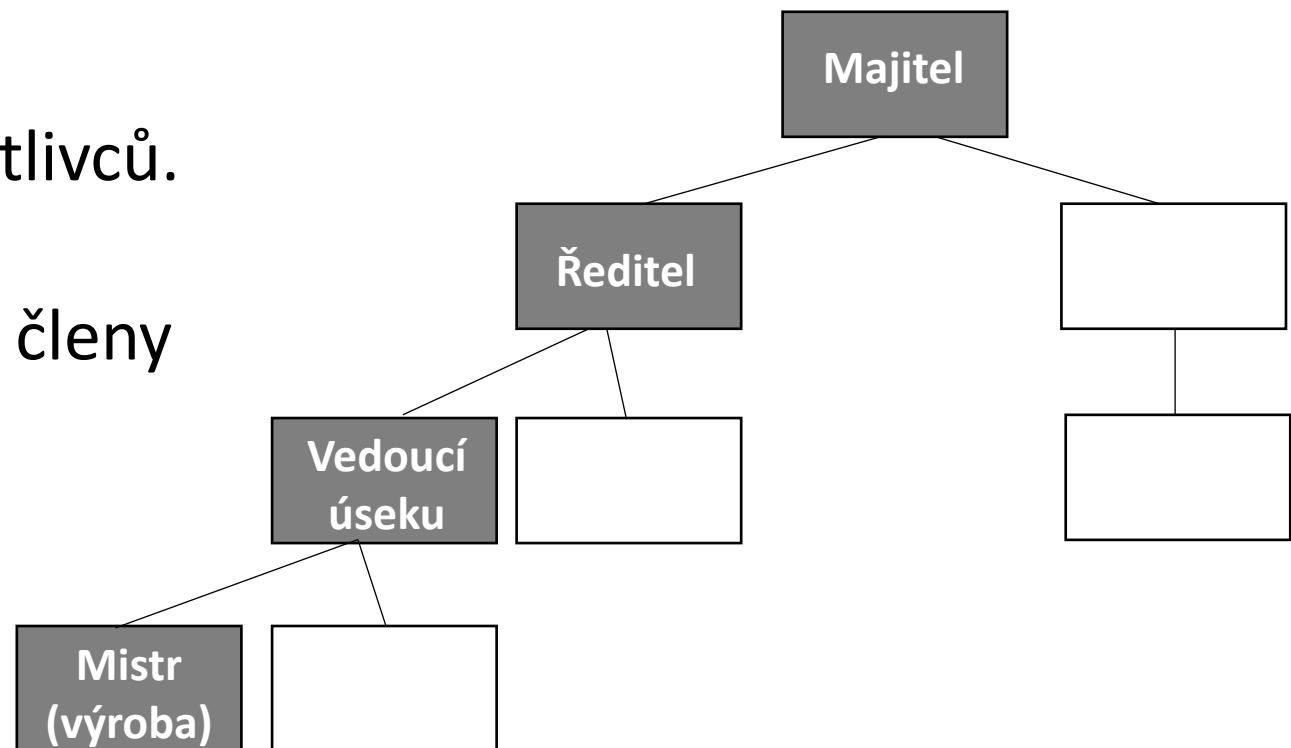 Majitel
tlivců.
Ředitel
členy
Vedoucí
úseku
Mistr
(výroba)